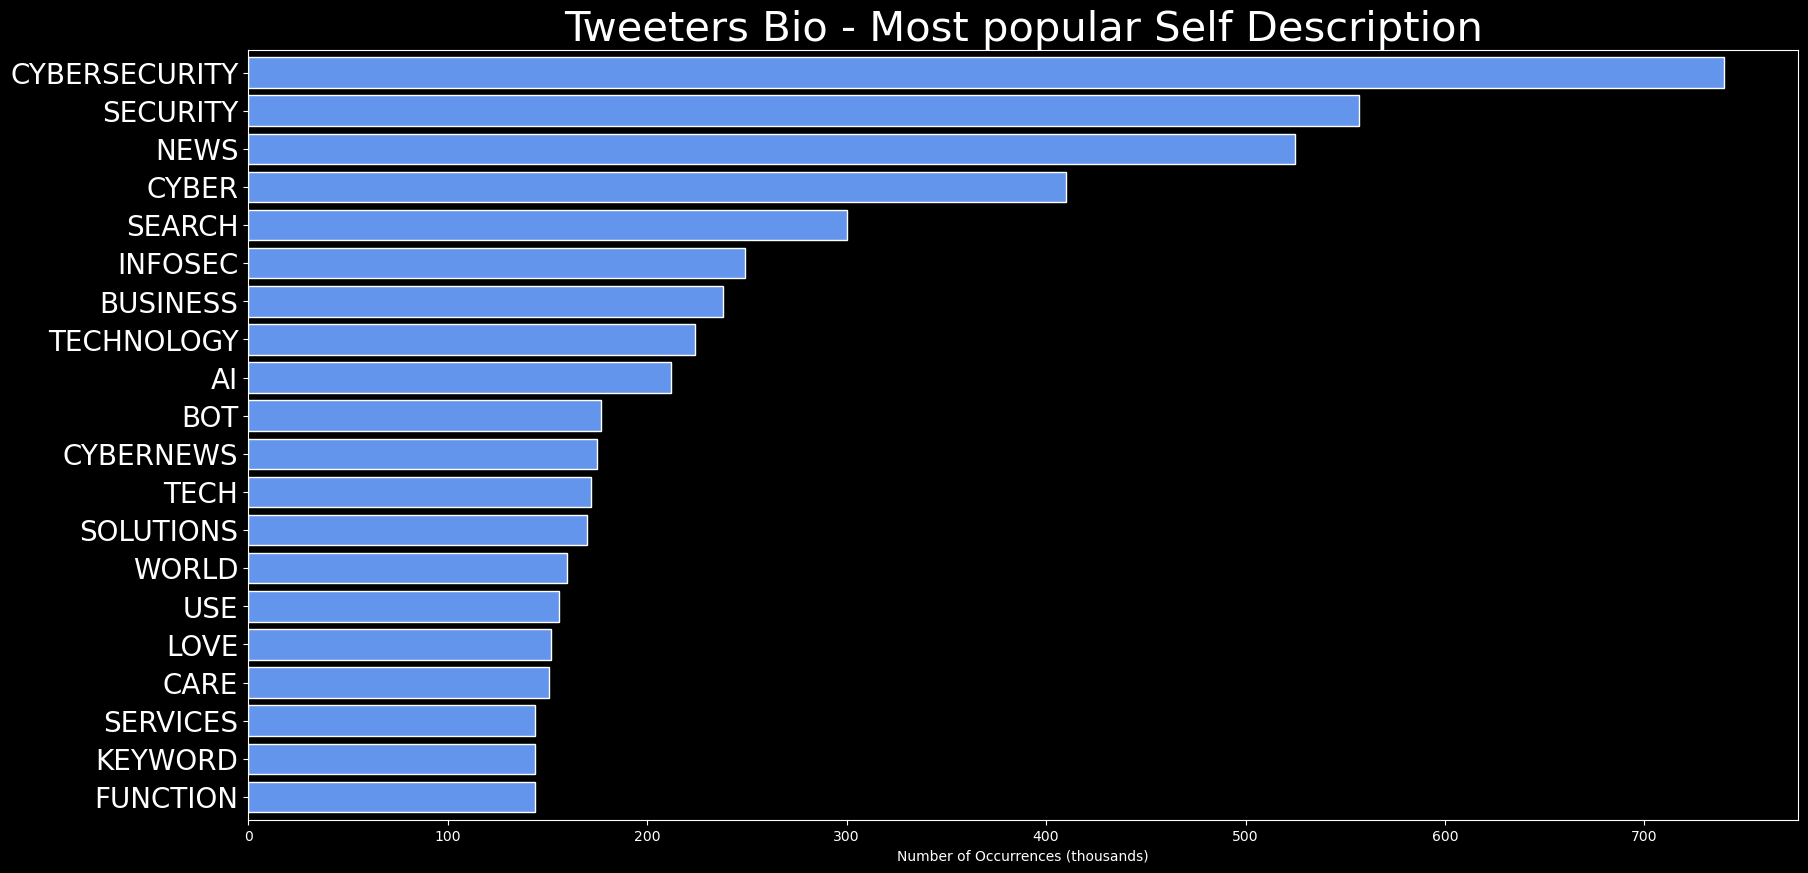 Tweeters Bio - Most popular Self Description
CYBERSECURITY
SECURITY
NEWS
CYBER
SEARCH
INFOSEC
BUSINESS
TECHNOLOGY
AI
BOT
CYBERNEWS
TECH
SOLUTIONS
WORLD
USE
LOVE
CARE
SERVICES
KEYWORD
FUNCTION
0 100 200 300 400 500 600 700
Number of Occurrences (thousands)